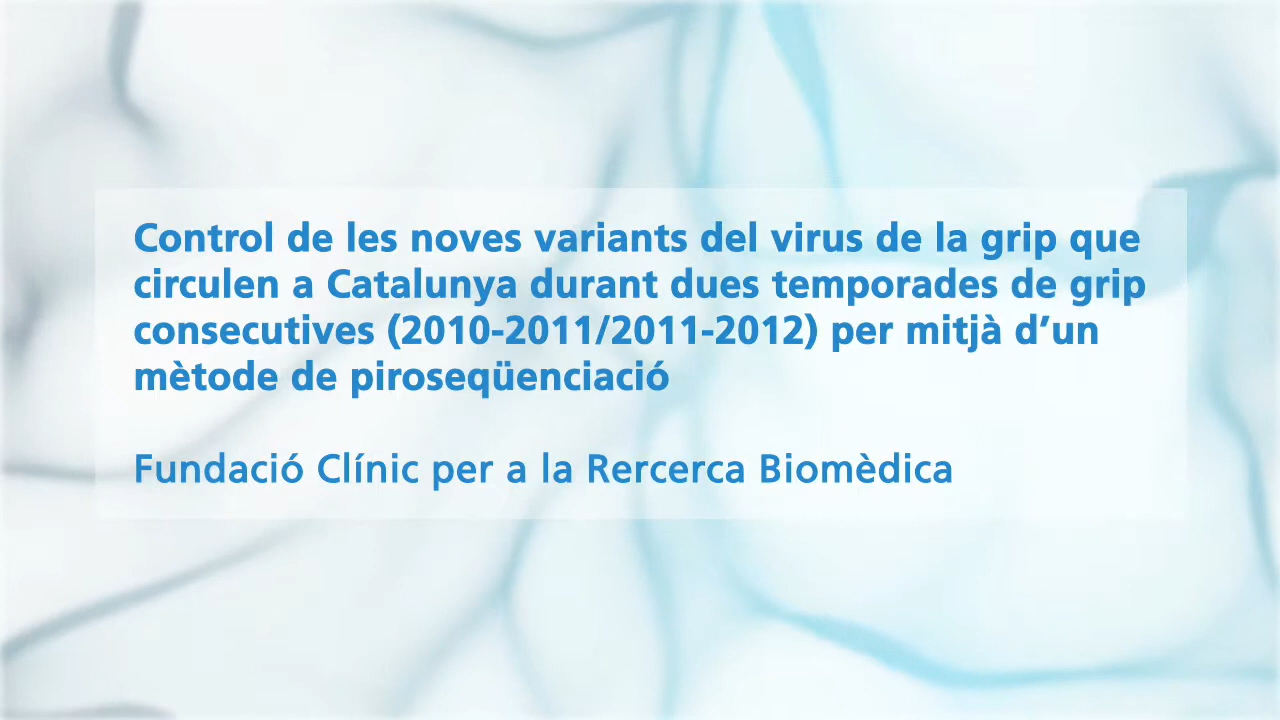 Control de les noves variants del virus de la grip que
circulen a Catalunya durant dues temporades de grip
consecutives (2010-2011/2011-2012) per mitjà d’un
mètode de piroseqüenciació
Fundació Clínic per a la Rercerca Biomèdica